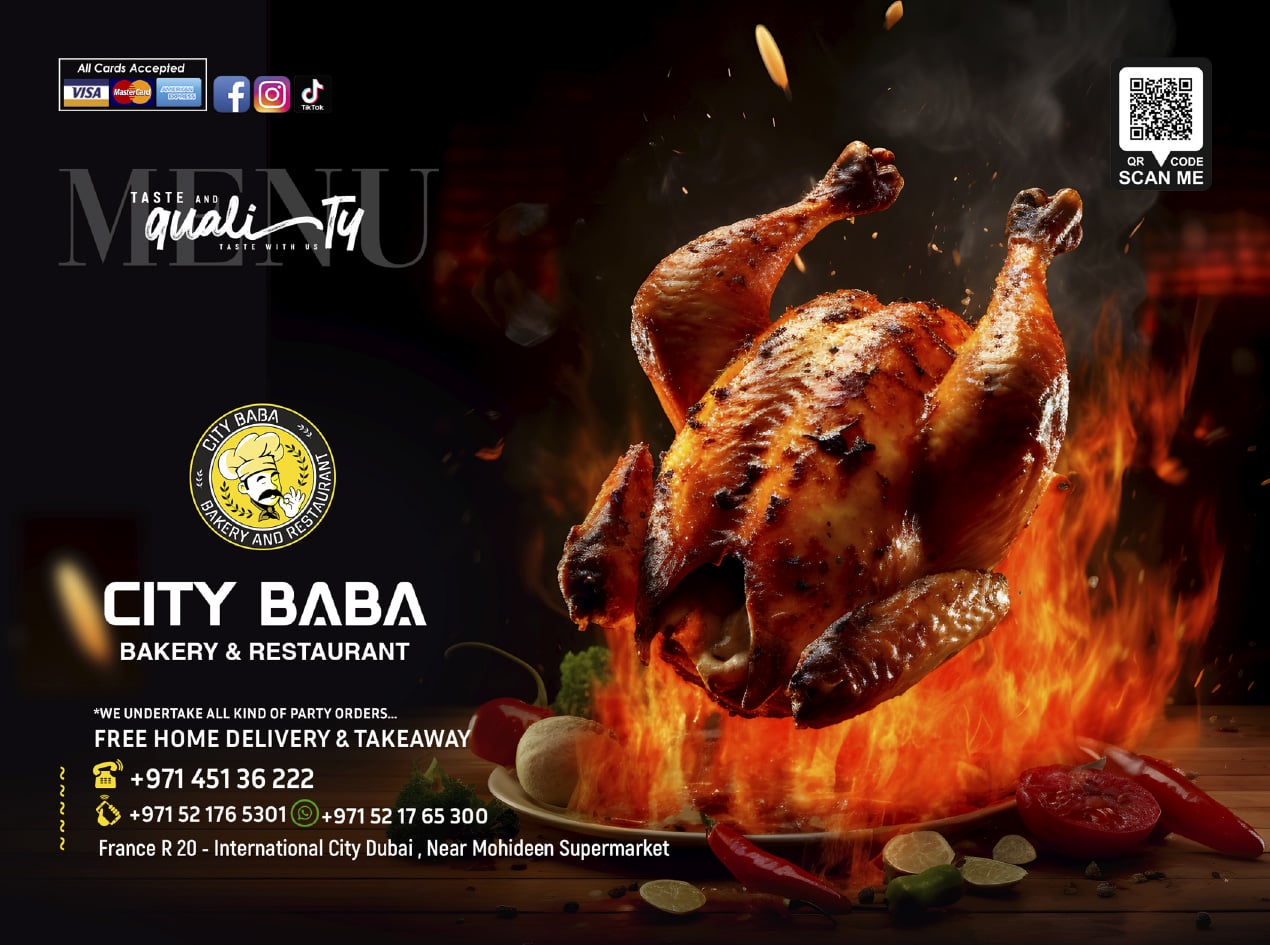 All Cards Accepted
VISA MasterCard AMERICAN EXPRESS
TikTok
MENU
TASTE AND
quali Ty
TASTE WITH US
QR CODE
SCAN ME
CITY BABA
BAKERY AND RESTAURANT
CITY BABA
BAKERY & RESTAURANT
*WE UNDERTAKE ALL KIND OF PARTY ORDERS...
FREE HOME DELIVERY & TAKEAWAY
+971 451 36 222
+971 52 176 5301 +971 52 17 65 300
France R 20 - International City Dubai , Near Mohideen Supermarket